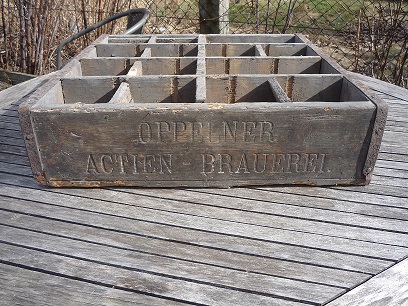 OPPELNER
ACTIEN - BRAUEREI.